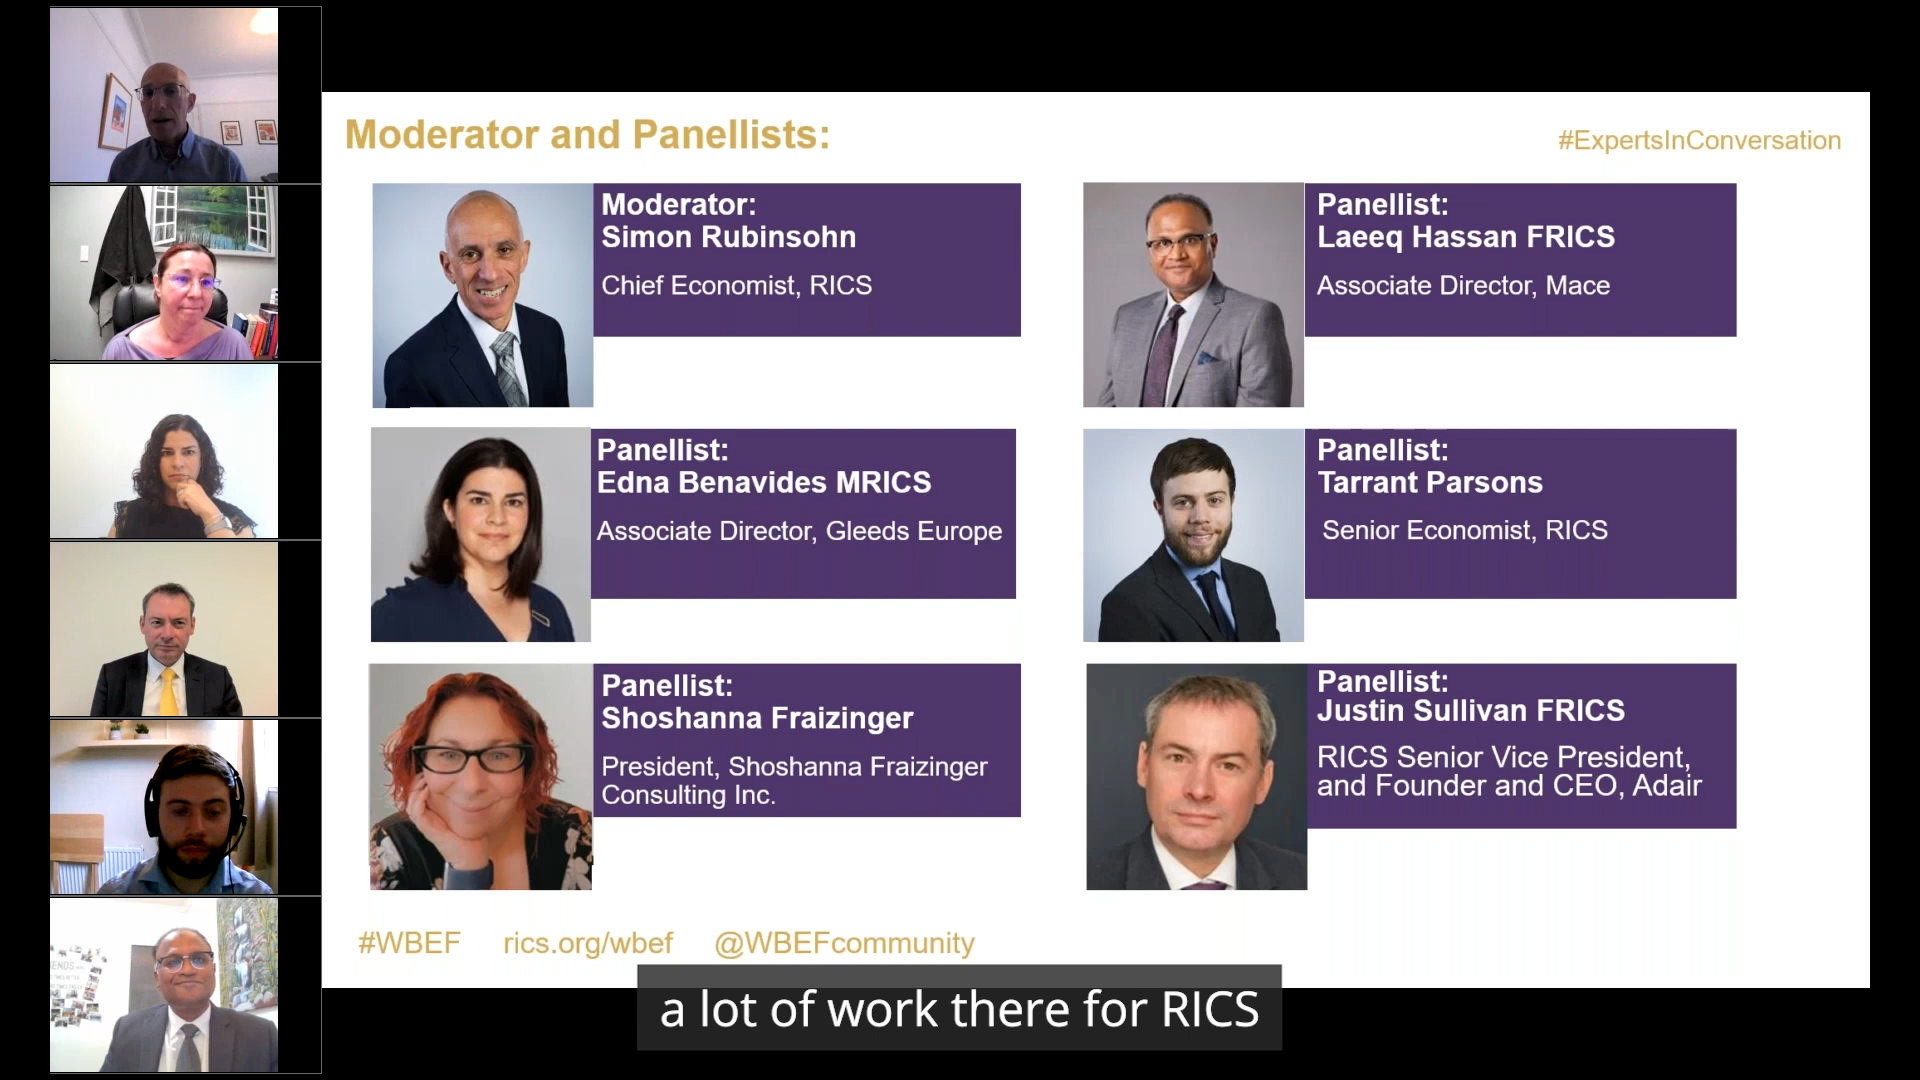 Moderator and Panellists:
#ExpertsInConversation
Moderator:
Simon Rubinsohn
Chief Economist, RICS
Panellist:
Laeeq Hassan FRICS
Associate Director, Mace
Panellist:
Edna Benavides MRICS
Associate Director, Gleeds Europe
Panellist:
Tarrant Parsons
Senior Economist, RICS
Panellist:
Shoshanna Fraizinger
President, Shoshanna Fraizinger
Consulting Inc.
Panellist:
Justin Sullivan FRICS
RICS Senior Vice President,
and Founder and CEO, Adair
#WBEF rics.org/wbef @WBEFcommunity
a lot of work there for RICS